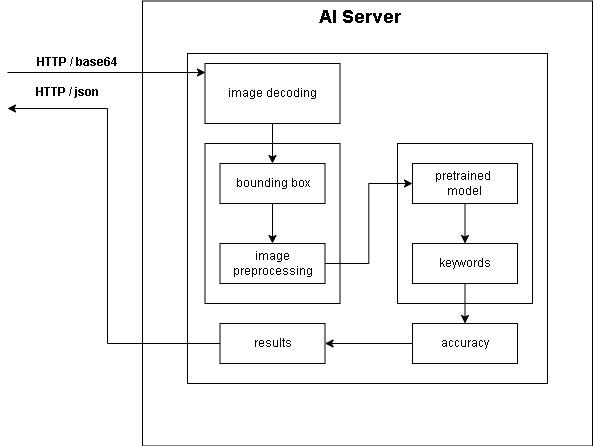 AI Server
HTTP / base64
HTTP / json
image decoding
bounding box
image
preprocessing
pretrained
model
keywords
results
accuracy